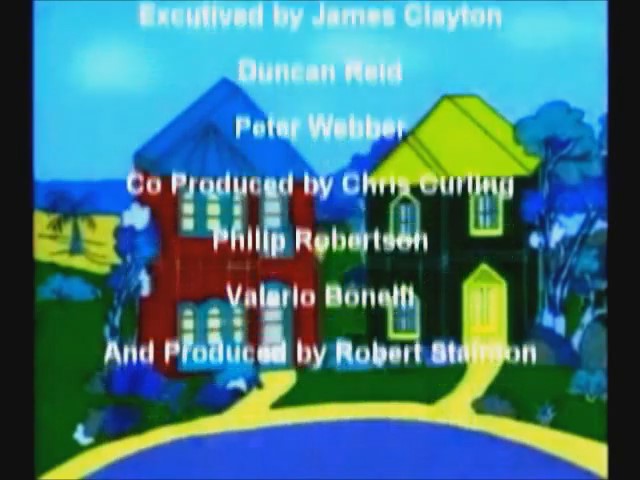 Excutived by James Clayton
Duncan Reid
Peter Webber
Co Produced by Chris Curling
Philip Robertson
Valerio Bonelli
And Produced by Robert Stainton